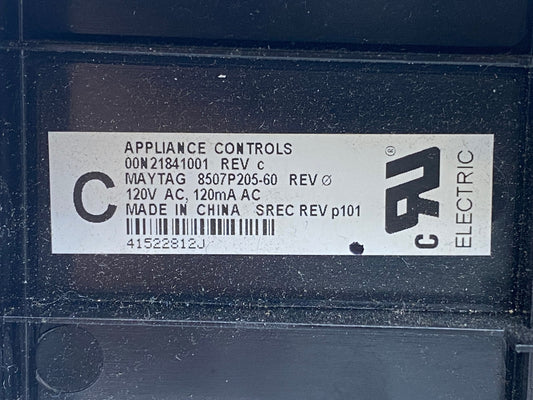 APPLIANCE CONTROLS
00N21841001 REV c
MAYTAG 8507P205-60 REV Ø
120V AC, 120mA AC
MADE IN CHINA SREC REV p101
41522812J
C
®
c RU
ELECTRIC